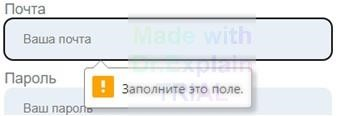 Почта
Ваша почта
Made with
Dr.Explain
TRIAL
Заполните это поле.
Пароль
Ваш пароль